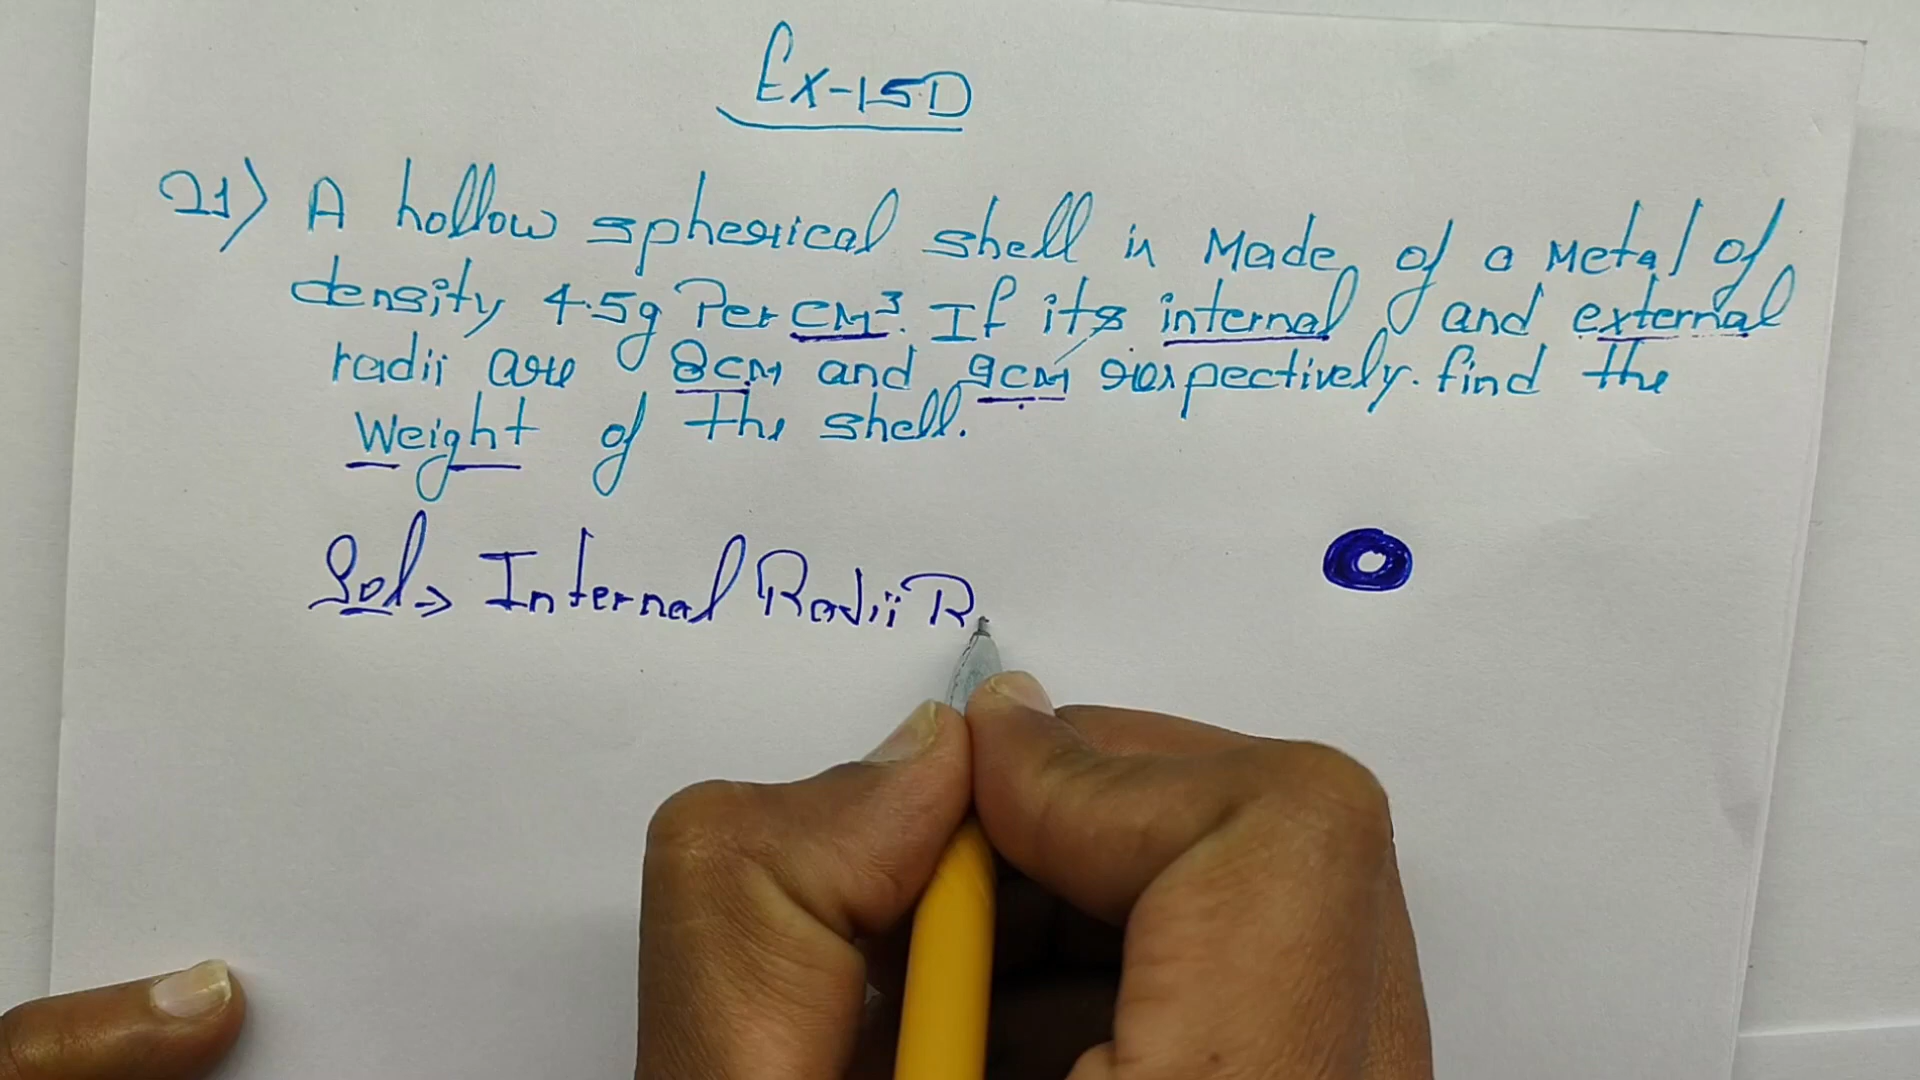 Ex-15D
21) A hollow spherical shell is Made of a Metal of
density 4.5g Per CM³. If its internal and external
radii are 8CM and 9CM respectively. find the
Weight of the shell.
Sol→ Internal Radii R